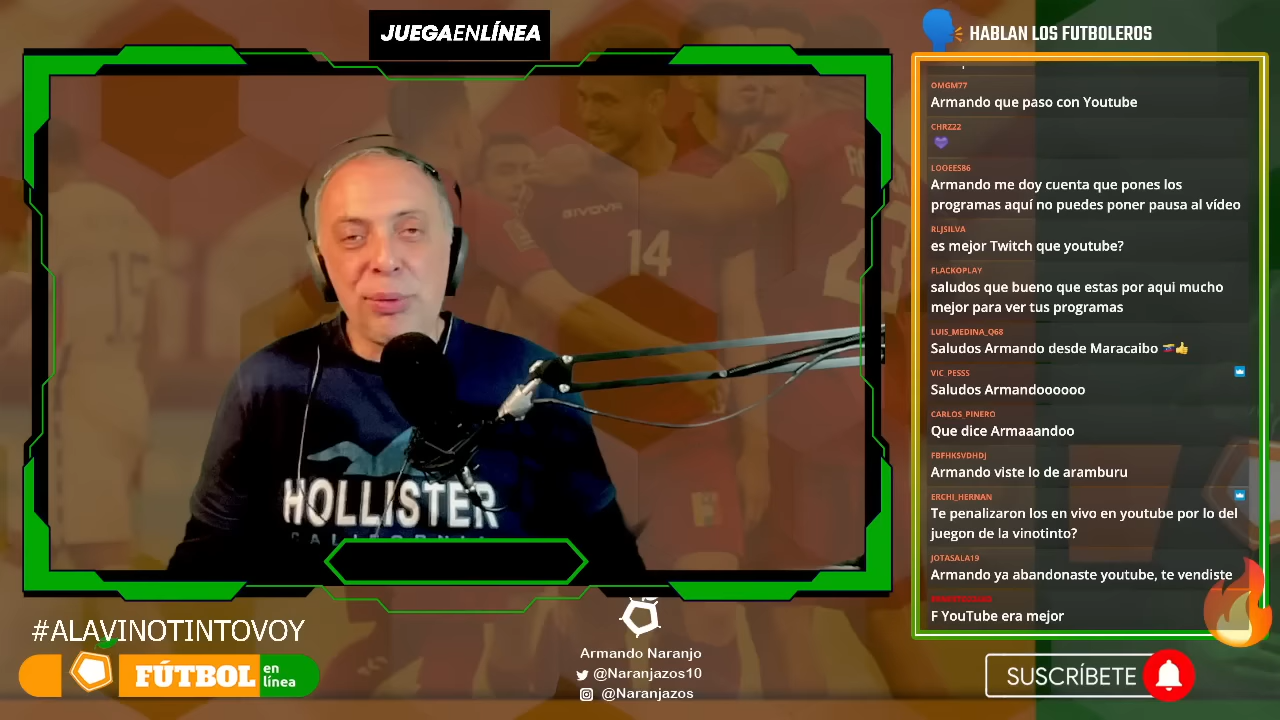 JUEGAENLÍNEA
HABLAN LOS FUTBOLEROS
OMGM77
Armando que paso con Youtube
CHRZ22
LOOEES86
Armando me doy cuenta que pones los
programas aquí no puedes poner pausa al vídeo
RLJSILVA
es mejor Twitch que youtube?
FLACKOPLAY
saludos que bueno que estas por aqui mucho
mejor para ver tus programas
LUIS_MEDINA_Q68
Saludos Armando desde Maracaibo
VIC_PESSS
Saludos Armandoooooo
CARLOS_PINERO
Que dice Armaaandoo
FBFHKSVDHDJ
Armando viste lo de aramburu
ERCHI_HERNAN
Te penalizaron los en vivo en youtube por lo del
juegon de la vinotinto?
JOTASALA19
Armando ya abandonaste youtube, te vendiste
F YouTube era mejor
GIVOVA
14
15
23
HOLLISTER
CALIFORNIA
#ALAVINOTINTOVOY
FÚTBOL en
línea
Armando Naranjo
@Naranjazos10
@Naranjazos
SUSCRÍBETE